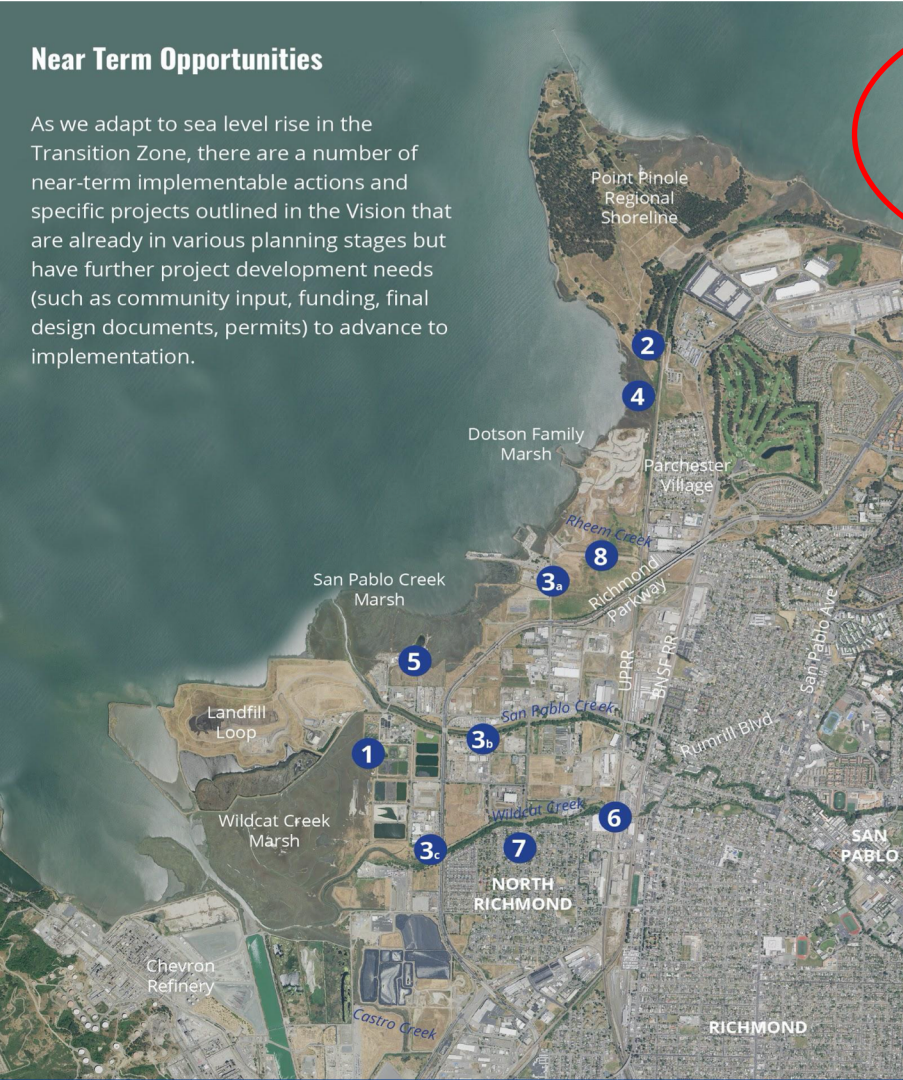 Near Term Opportunities
As we adapt to sea level rise in the
Transition Zone, there are a number of
near-term implementable actions and
specific projects outlined in the Vision that
are already in various planning stages but
have further project development needs
(such as community input, funding, final
design documents, permits) to advance to
implementation.
Point Pinole
Regional
Shoreline
2
4
Dotson Family
Marsh
Parchester
Village
Rheem Creek
8
3a
Richmond
Parkway
San Pablo Creek
Marsh
5
UPRR
BNSF RR
San Pablo Ave
Landfill
Loop
San Pablo Creek
3b
Rumrill Blvd
1
Wildcat Creek
Marsh
Wildcat Creek
6
3c
7
SAN
PABLO
NORTH
RICHMOND
Chevron
Refinery
Castro Creek
RICHMOND